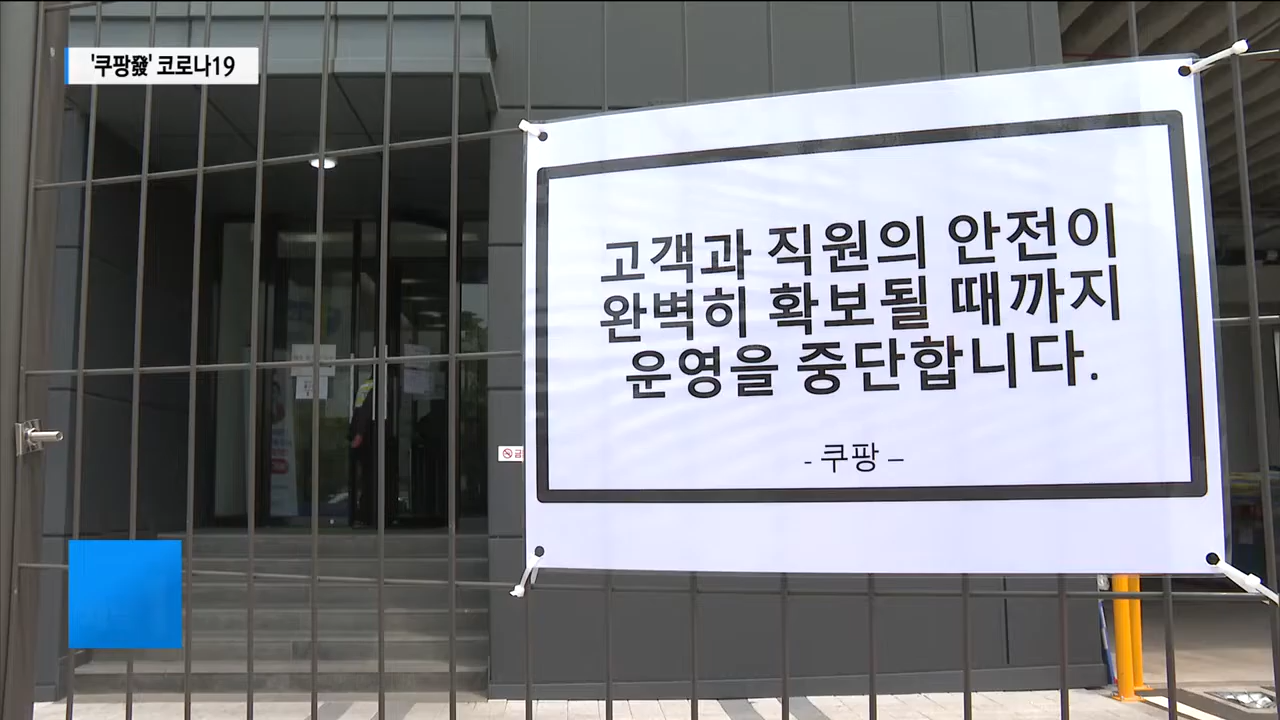 '쿠팡發' 코로나19
고객과 직원의 안전이
완벽히 확보될 때까지
운영을 중단합니다.
- 쿠팡 –
금